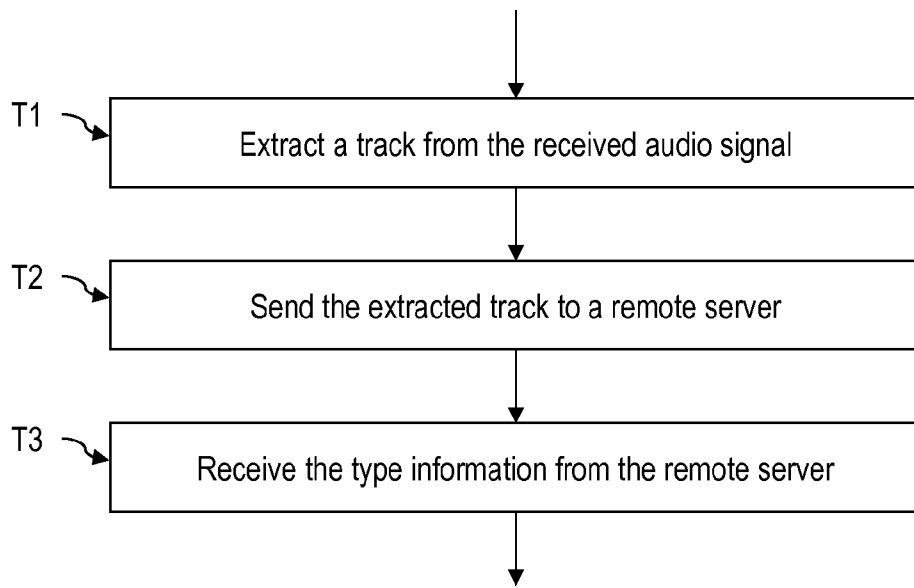 T1
Extract a track from the received audio signal
T2
Send the extracted track to a remote server
T3
Receive the type information from the remote server